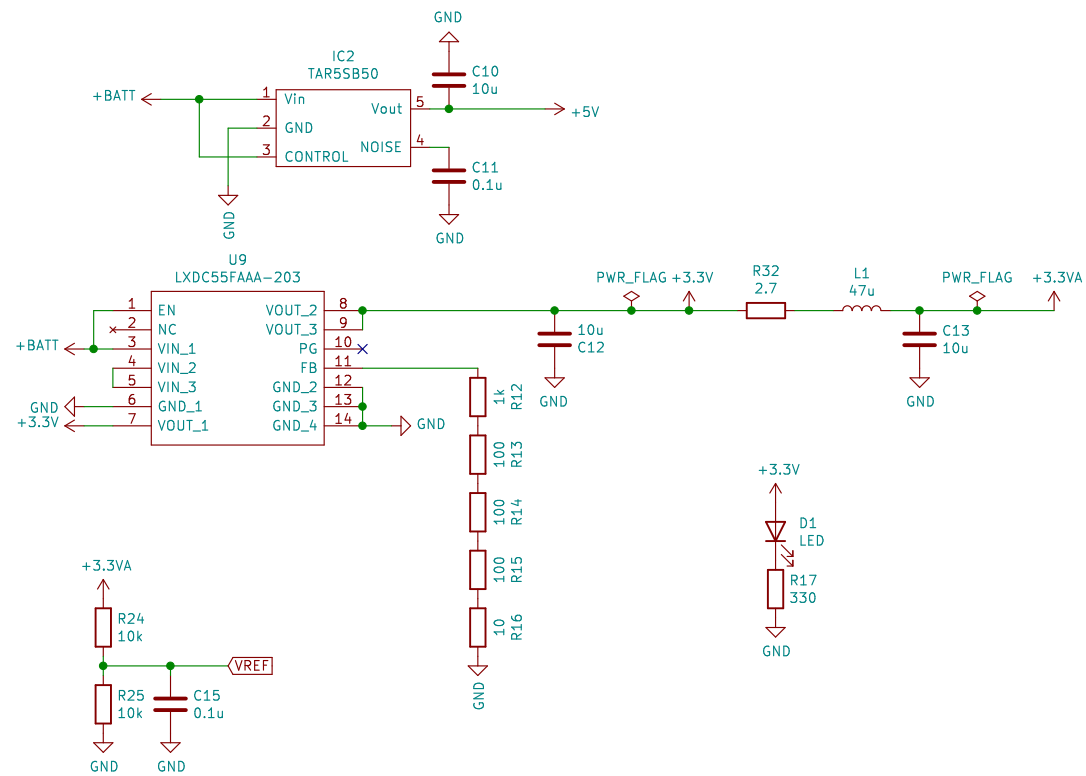 GND
IC2
TAR5SB50
C10
10u
+BATT
1
Vin
Vout
5
+5V
2
GND
NOISE
4
3
CONTROL
C11
0.1u
GND
GND
U9
LXDC55FAAA-203
1
EN
VOUT_2
8
2
NC
VOUT_3
9
+BATT
3
VIN_1
PG
10
4
VIN_2
FB
11
5
VIN_3
GND_2
12
GND
6
GND_1
GND_3
13
+3.3V
7
VOUT_1
GND_4
14
GND
PWR_FLAG
+3.3V
R32
2.7
L1
47u
PWR_FLAG
+3.3VA
10u
C12
GND
C13
10u
GND
1k
R12
100
R13
100
R14
100
R15
10
R16
GND
+3.3V
D1
LED
R17
330
GND
+3.3VA
R24
10k
VREF
R25
10k
C15
0.1u
GND
GND